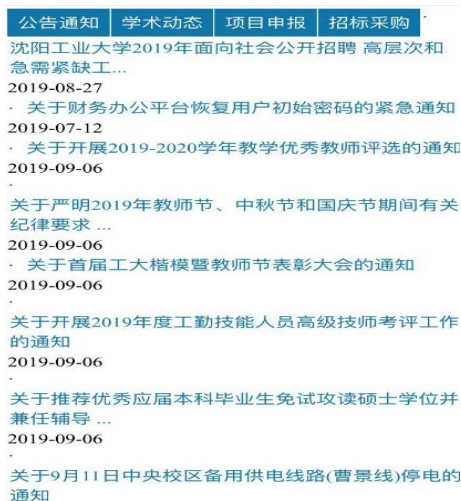 公告通知 学术动态 项目申报 招标采购
沈阳工业大学2019年面向社会公开招聘 高层次和
急需紧缺工...
2019-08-27
· 关于财务办公平台恢复用户初始密码的紧急通知
2019-07-12
· 关于开展2019-2020学年教学优秀教师评选的通知
2019-09-06
·
关于严明2019年教师节、中秋节和国庆节期间有关
纪律要求 ...
2019-09-06
· 关于首届工大楷模暨教师节表彰大会的通知
2019-09-06
·
关于开展2019年度工勤技能人员高级技师考评工作
的通知
2019-09-06
·
关于推荐优秀应届本科毕业生免试攻读硕士学位并
兼任辅导 ...
2019-09-06
·
关于9月11日中央校区备用供电线路(曹景线)停电的
通知